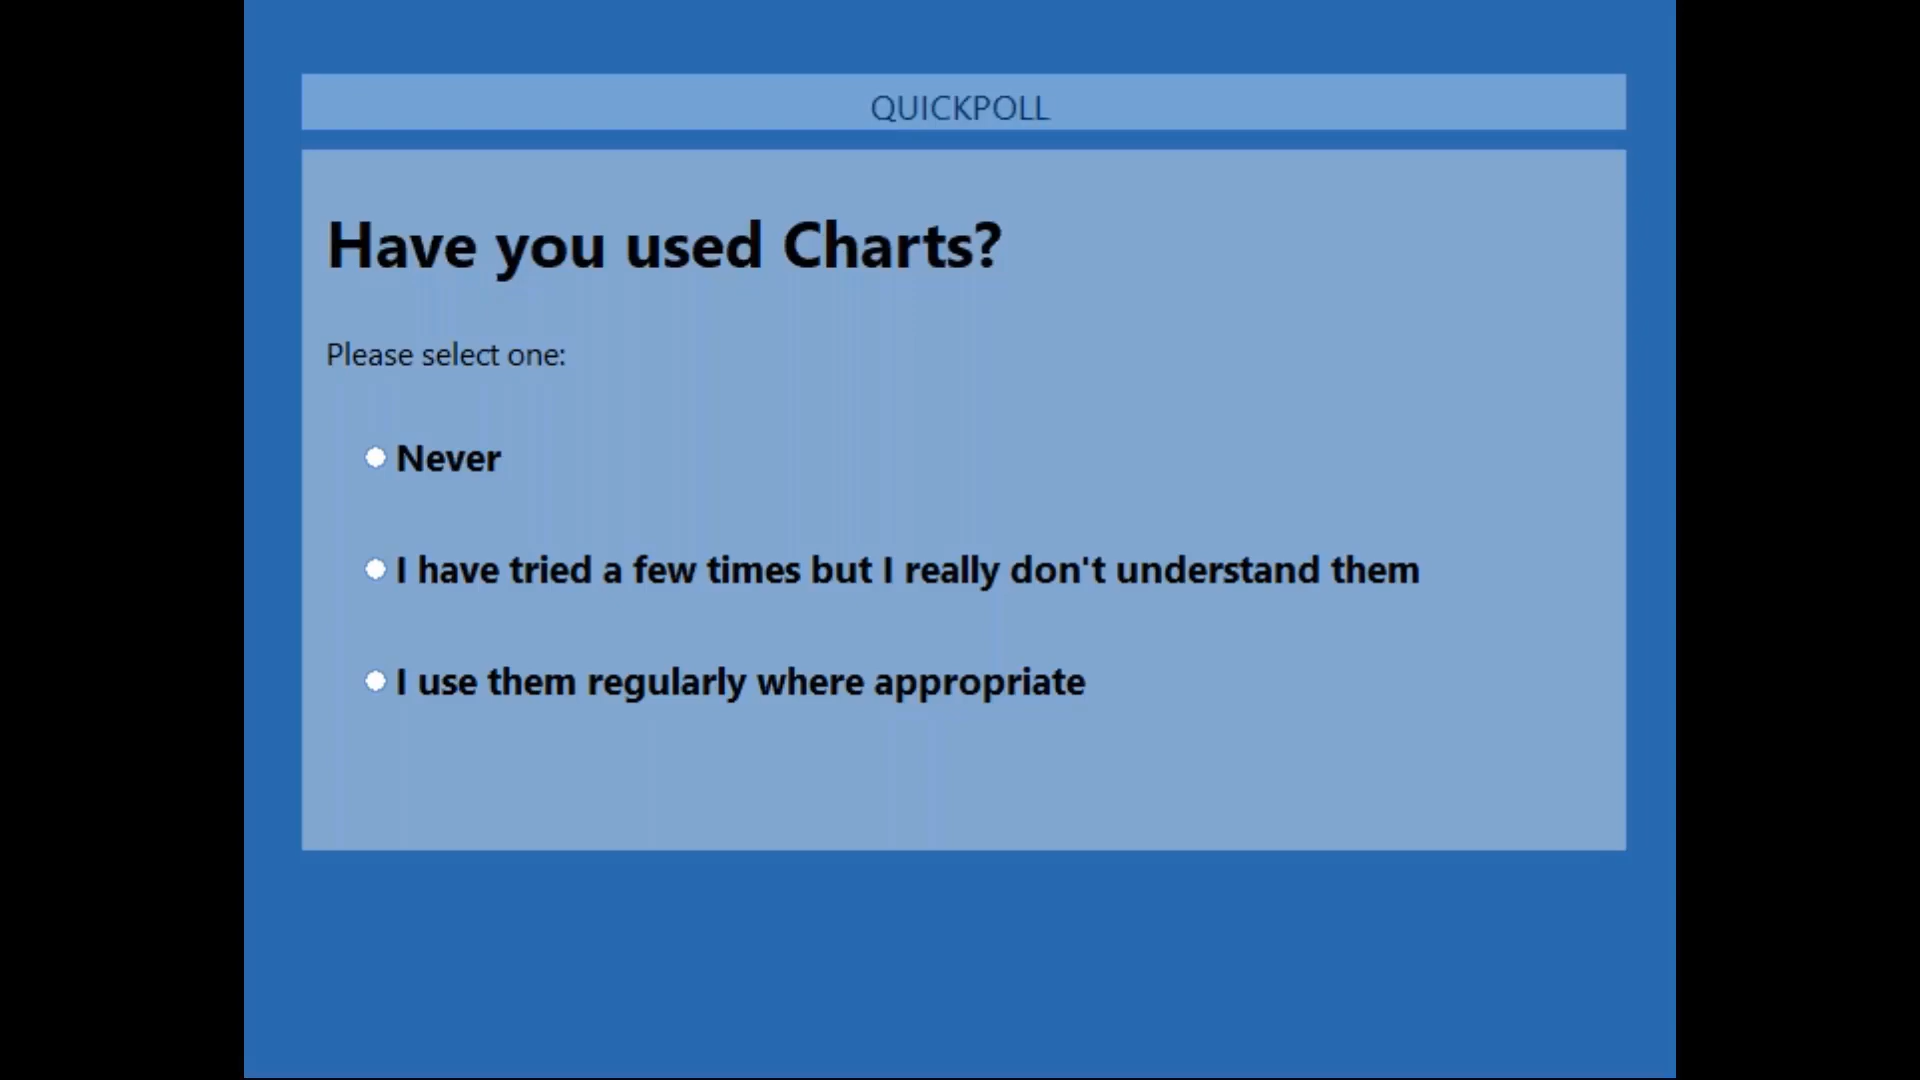 QUICKPOLL
Have you used Charts?
Please select one:
Never
I have tried a few times but I really don't understand them
I use them regularly where appropriate